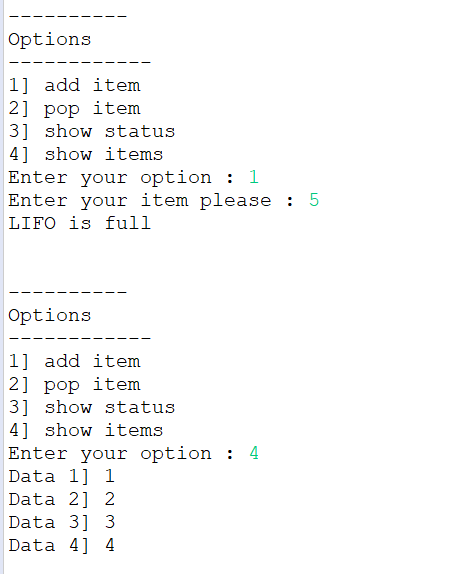 ----------
Options
------------
1] add item
2] pop item
3] show status
4] show items
Enter your option : 1
Enter your item please : 5
LIFO is full
----------
Options
------------
1] add item
2] pop item
3] show status
4] show items
Enter your option : 4
Data 1] 1
Data 2] 2
Data 3] 3
Data 4] 4